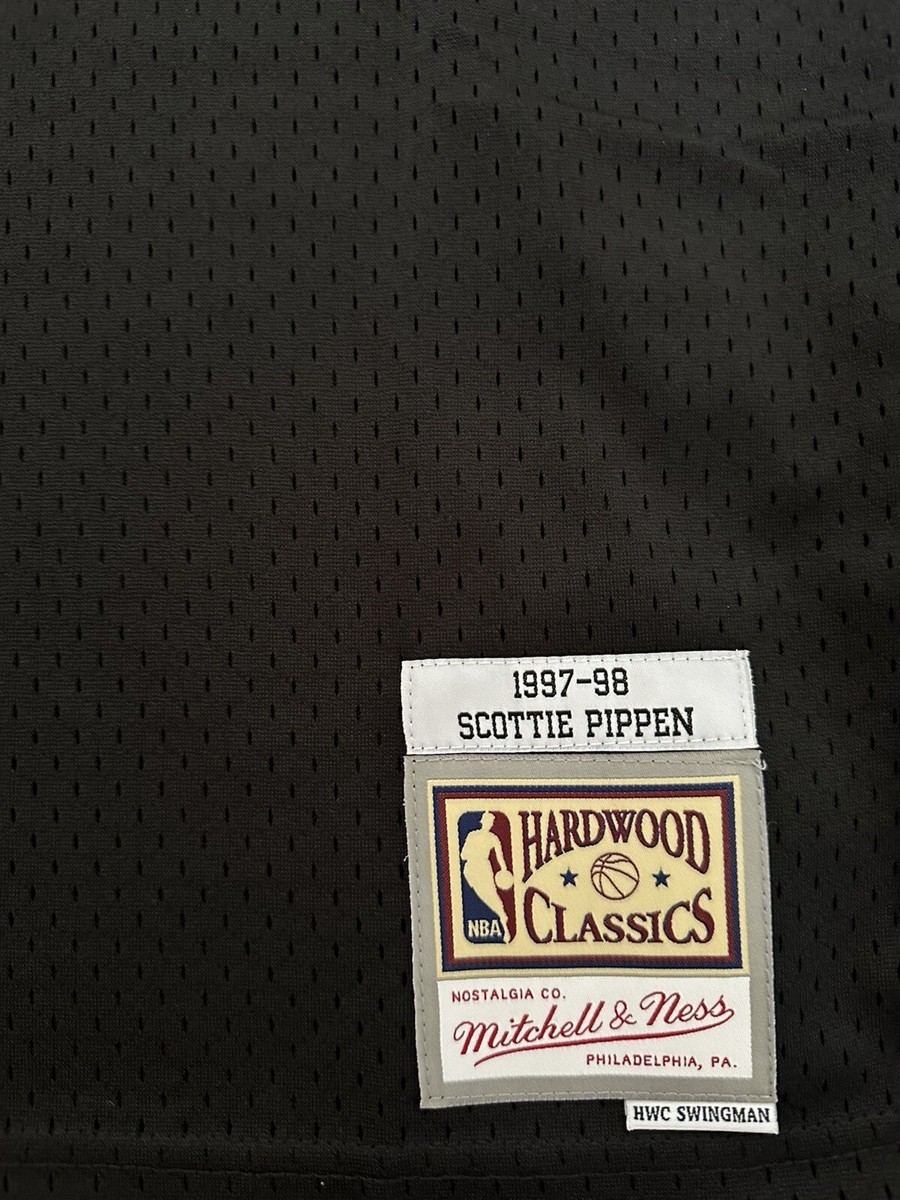 1997-98
SCOTTIE PIPPEN
HARDWOOD
NBA
CLASSICS
NOSTALGIA CO.
Mitchell & Ness
PHILADELPHIA, PA.
HWC SWINGMAN